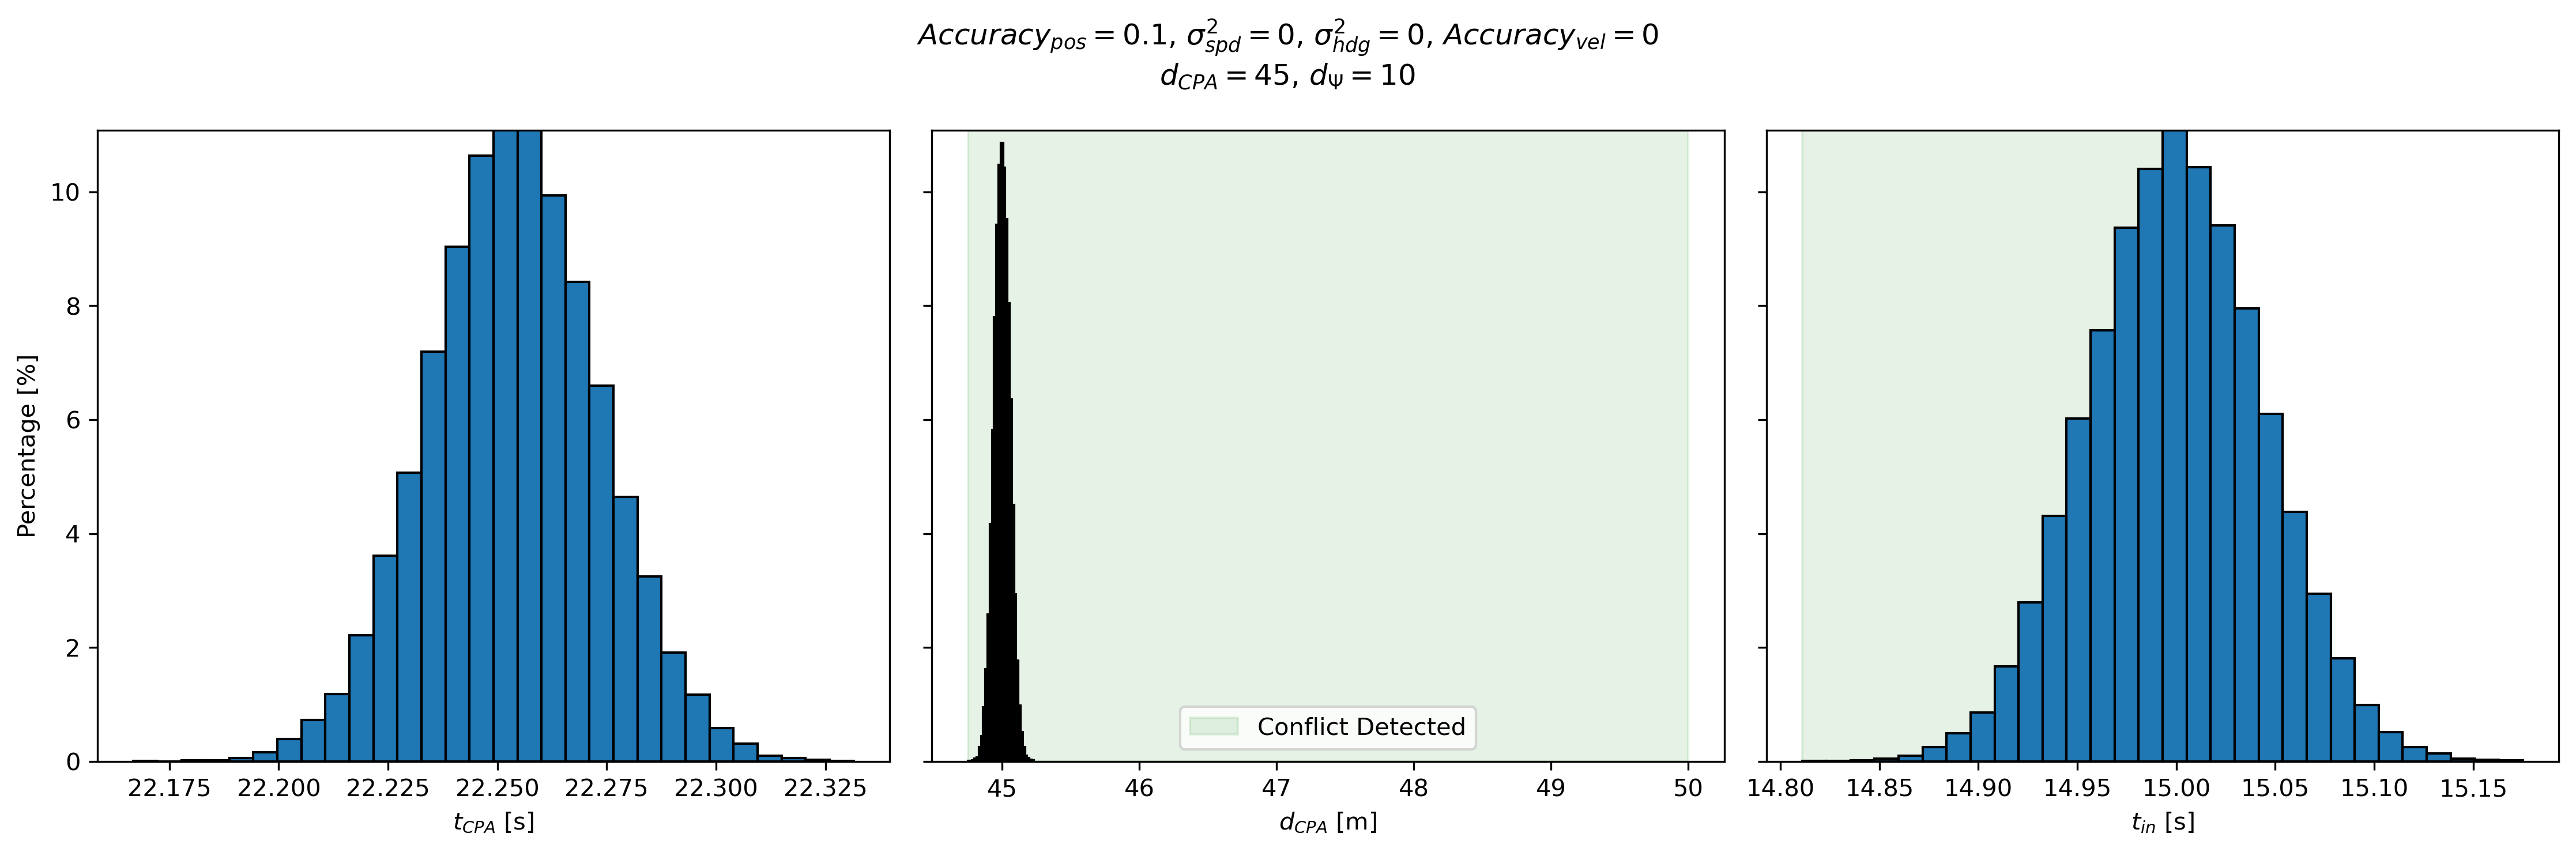 Accuracy_pos = 0.1, σ²_spd = 0, σ²_hdg = 0, Accuracy_vel = 0
d_CPA = 45, d_Ψ = 10
Percentage [%]
10
8
6
4
2
0
22.175 22.200 22.225 22.250 22.275 22.300 22.325
t_CPA [s]
Conflict Detected
45 46 47 48 49 50
d_CPA [m]
14.80 14.85 14.90 14.95 15.00 15.05 15.10 15.15
t_in [s]